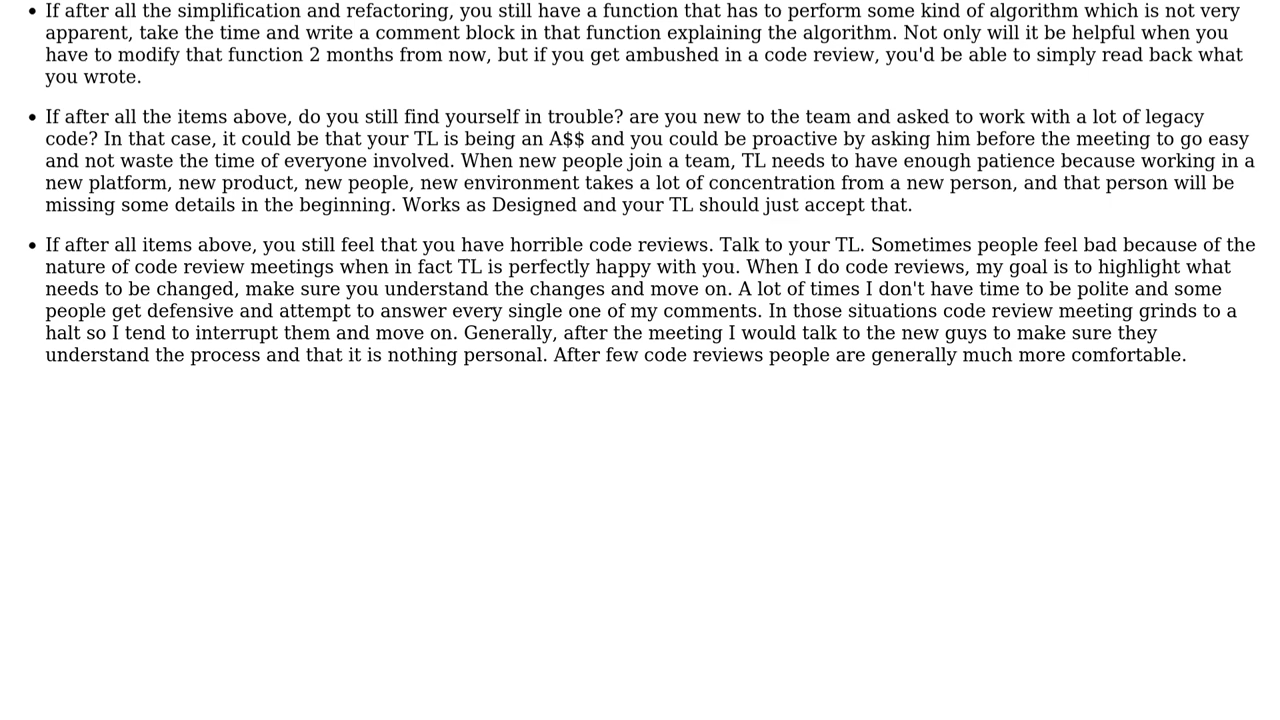 • If after all the simplification and refactoring, you still have a function that has to perform some kind of algorithm which is not very
apparent, take the time and write a comment block in that function explaining the algorithm. Not only will it be helpful when you
have to modify that function 2 months from now, but if you get ambushed in a code review, you'd be able to simply read back what
you wrote.
• If after all the items above, do you still find yourself in trouble? are you new to the team and asked to work with a lot of legacy
code? In that case, it could be that your TL is being an A$$ and you could be proactive by asking him before the meeting to go easy
and not waste the time of everyone involved. When new people join a team, TL needs to have enough patience because working in a
new platform, new product, new people, new environment takes a lot of concentration from a new person, and that person will be
missing some details in the beginning. Works as Designed and your TL should just accept that.
• If after all items above, you still feel that you have horrible code reviews. Talk to your TL. Sometimes people feel bad because of the
nature of code review meetings when in fact TL is perfectly happy with you. When I do code reviews, my goal is to highlight what
needs to be changed, make sure you understand the changes and move on. A lot of times I don't have time to be polite and some
people get defensive and attempt to answer every single one of my comments. In those situations code review meeting grinds to a
halt so I tend to interrupt them and move on. Generally, after the meeting I would talk to the new guys to make sure they
understand the process and that it is nothing personal. After few code reviews people are generally much more comfortable.